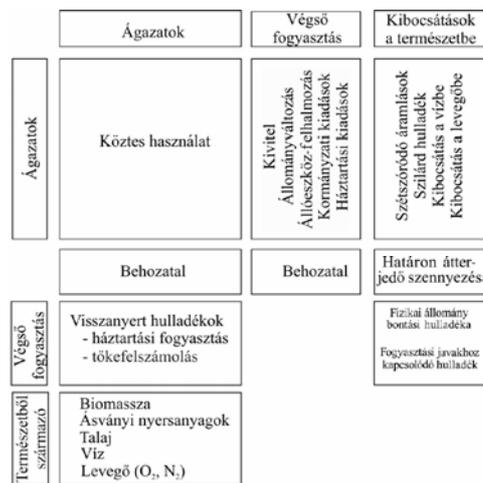 Ágazatok
Végső
fogyasztás
Kibocsátások
a természetbe
Ágazatok
Köztes használat
Kivitel
Állományváltozás
Állóeszköz-felhalmozás
Kormányzati kiadások
Háztartási kiadások
Szétszóródó áramlások
Szilárd hulladék
Kibocsátás a vízbe
Kibocsátás a levegőbe
Behozatal
Behozatal
Határon átter-
jedő szennyezés
Végső
fogyasztás
Visszanyert hulladékok
- háztartási fogyasztás
- tőkefelszámolás
Fizikai állomány
bontási hulladéka
Fogyasztási javakhoz
kapcsolódó hulladék
Természetből
származó
Biomassza
Ásványi nyersanyagok
Talaj
Víz
Levegő (O₂, N₂)